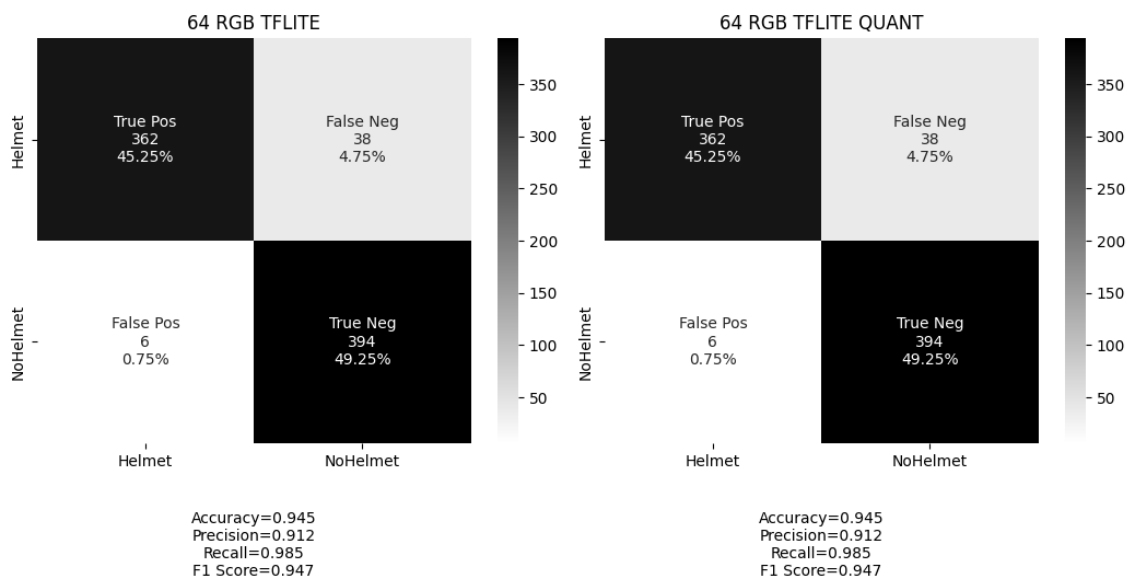 64 RGB TFLITE
True Pos
362
45.25%
False Neg
38
4.75%
False Pos
6
0.75%
True Neg
394
49.25%
Helmet
NoHelmet
Helmet
NoHelmet
350
300
250
200
150
100
50
Accuracy=0.945
Precision=0.912
Recall=0.985
F1 Score=0.947
64 RGB TFLITE QUANT
True Pos
362
45.25%
False Neg
38
4.75%
False Pos
6
0.75%
True Neg
394
49.25%
Helmet
NoHelmet
Helmet
NoHelmet
350
300
250
200
150
100
50
Accuracy=0.945
Precision=0.912
Recall=0.985
F1 Score=0.947